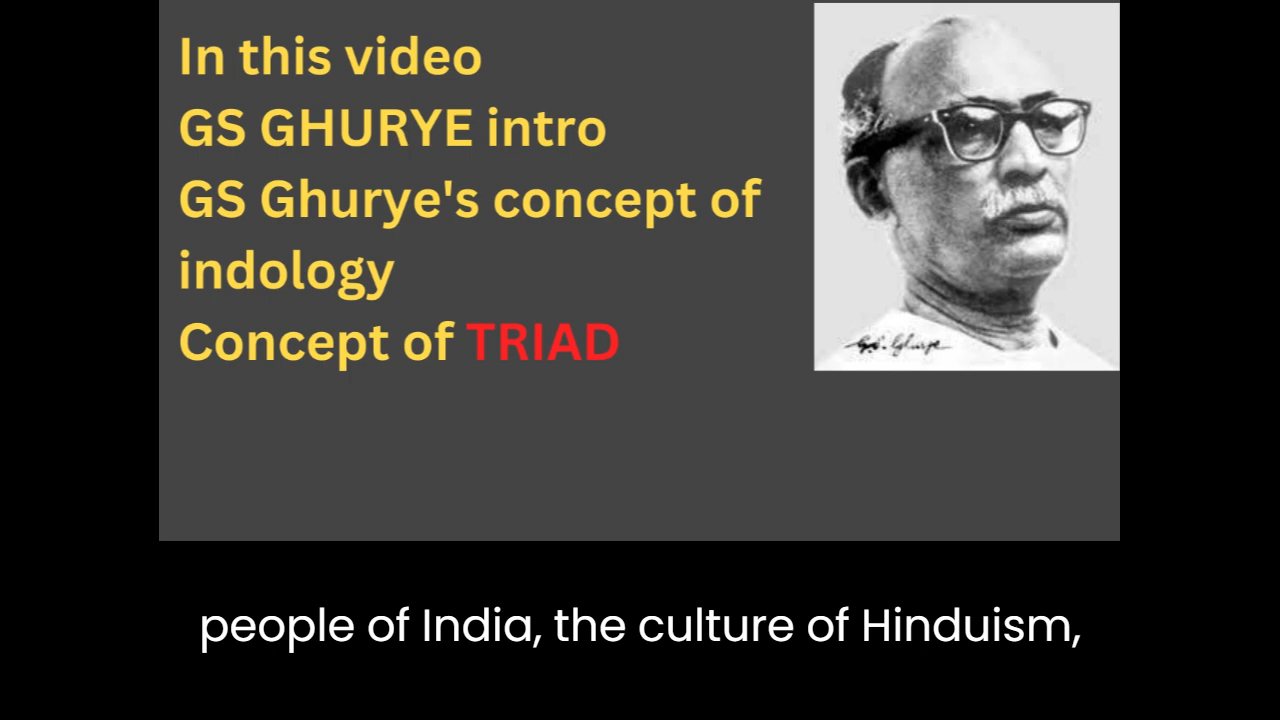 In this video
GS GHURYE intro
GS Ghurye's concept of
indology
Concept of TRIAD
G.S. Ghurye
people of India, the culture of Hinduism,